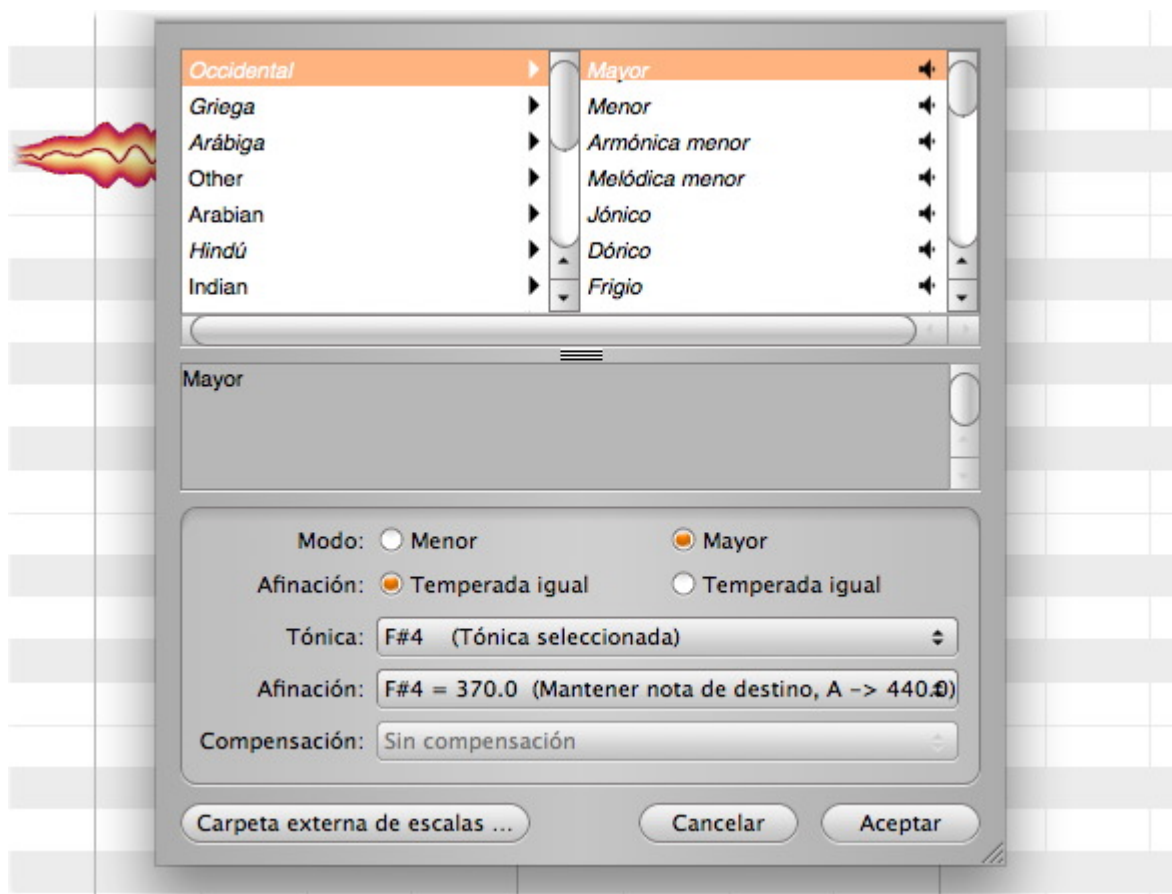 Occidental
Mayor
Griega
Menor
Arábiga
Armónica menor
Other
Melódica menor
Arabian
Jónico
Hindú
Dórico
Indian
Frigio
Mayor
Modo: Menor Mayor
Afinación: Temperada igual Temperada igual
Tónica: F#4 (Tónica seleccionada)
Afinación: F#4 = 370.0 (Mantener nota de destino, A -> 440.0)
Compensación: Sin compensación
Carpeta externa de escalas ... Cancelar Aceptar